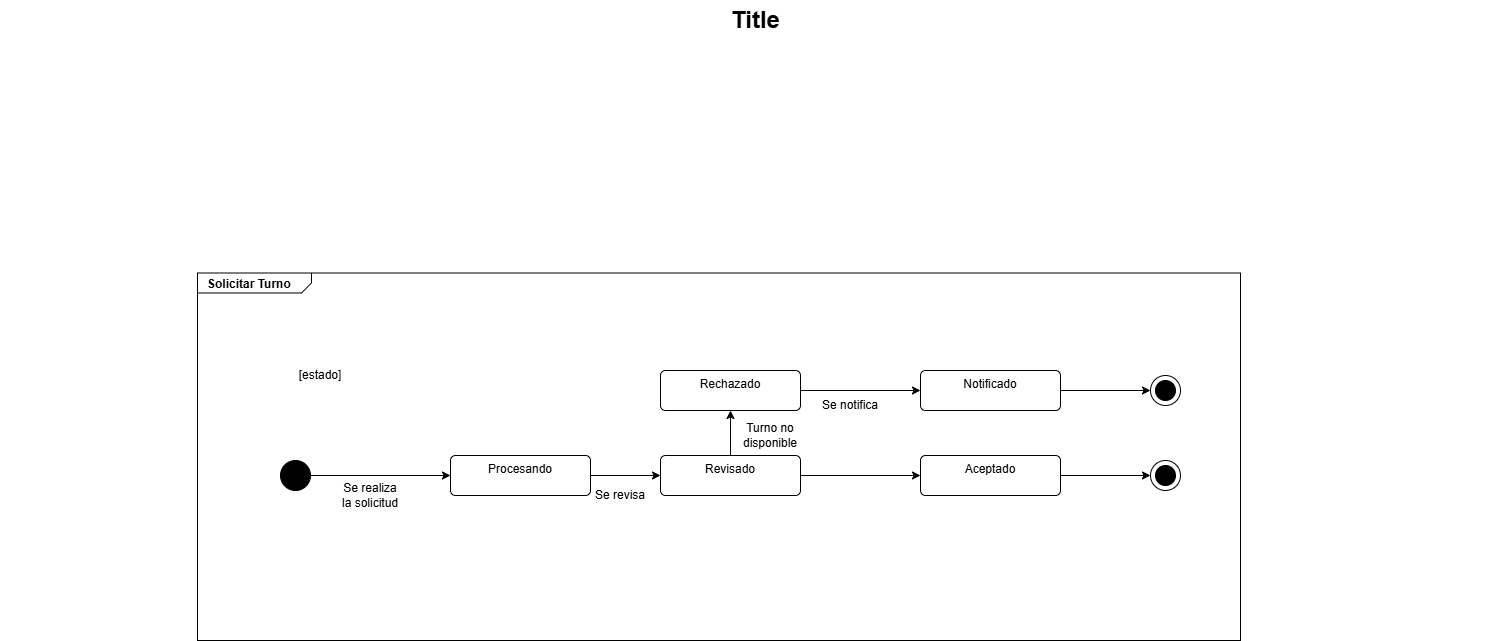 Title
Solicitar Turno
[estado]
Rechazado
Notificado
Se notifica
Turno no
disponible
Procesando
Revisado
Aceptado
Se realiza
la solicitud
Se revisa